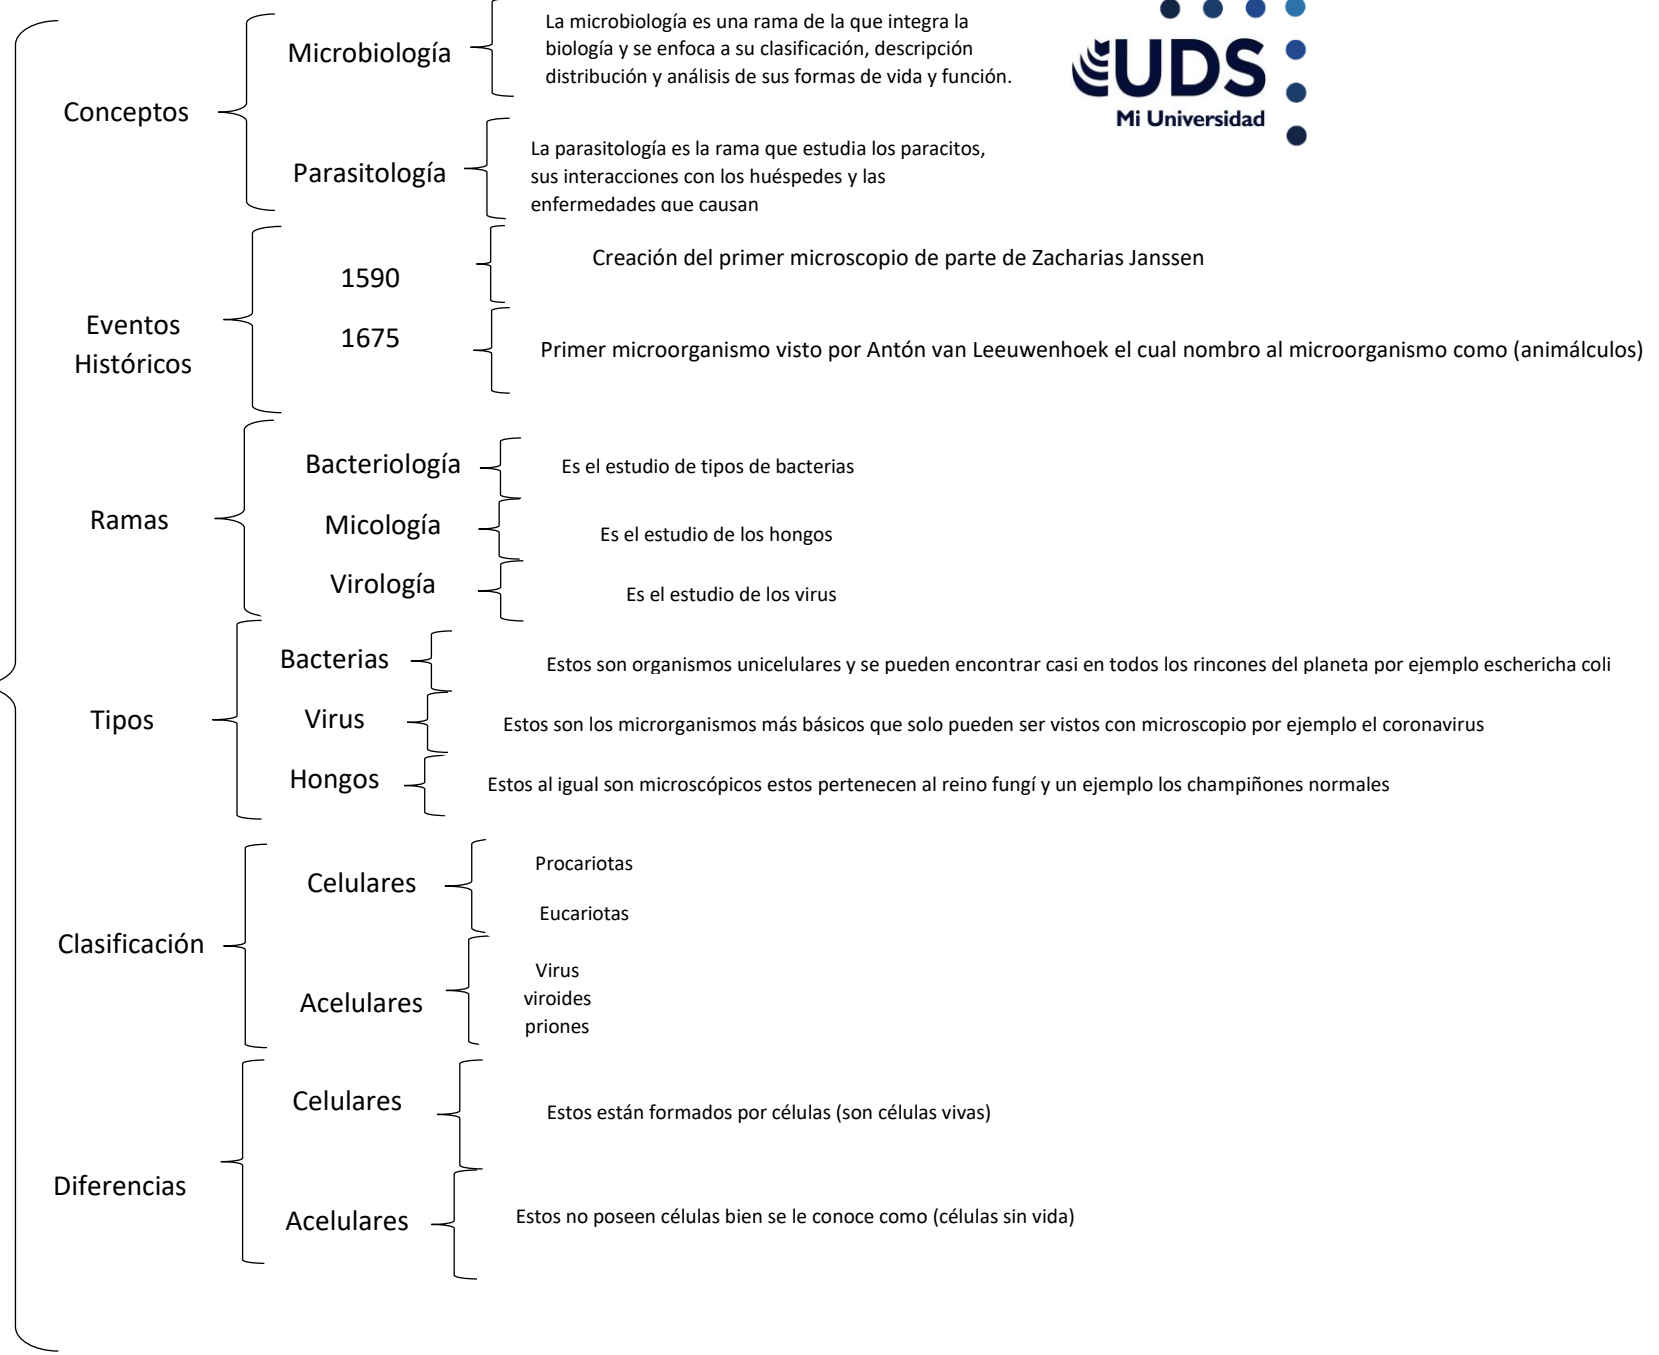 Conceptos
Microbiología
La microbiología es una rama de la que integra la
biología y se enfoca a su clasificación, descripción
distribución y análisis de sus formas de vida y función.
UDS
Mi Universidad
Parasitología
La parasitología es la rama que estudia los paracitos,
sus interacciones con los huéspedes y las
enfermedades que causan
Eventos
Históricos
1590
Creación del primer microscopio de parte de Zacharias Janssen
1675
Primer microorganismo visto por Antón van Leeuwenhoek el cual nombro al microorganismo como (animálculos)
Ramas
Bacteriología
Es el estudio de tipos de bacterias
Micología
Es el estudio de los hongos
Virología
Es el estudio de los virus
Tipos
Bacterias
Estos son organismos unicelulares y se pueden encontrar casi en todos los rincones del planeta por ejemplo eschericha coli
Virus
Estos son los microrganismos más básicos que solo pueden ser vistos con microscopio por ejemplo el coronavirus
Hongos
Estos al igual son microscópicos estos pertenecen al reino fungí y un ejemplo los champiñones normales
Clasificación
Celulares
Procariotas
Eucariotas
Acelulares
Virus
viroides
priones
Diferencias
Celulares
Estos están formados por células (son células vivas)
Acelulares
Estos no poseen células bien se le conoce como (células sin vida)